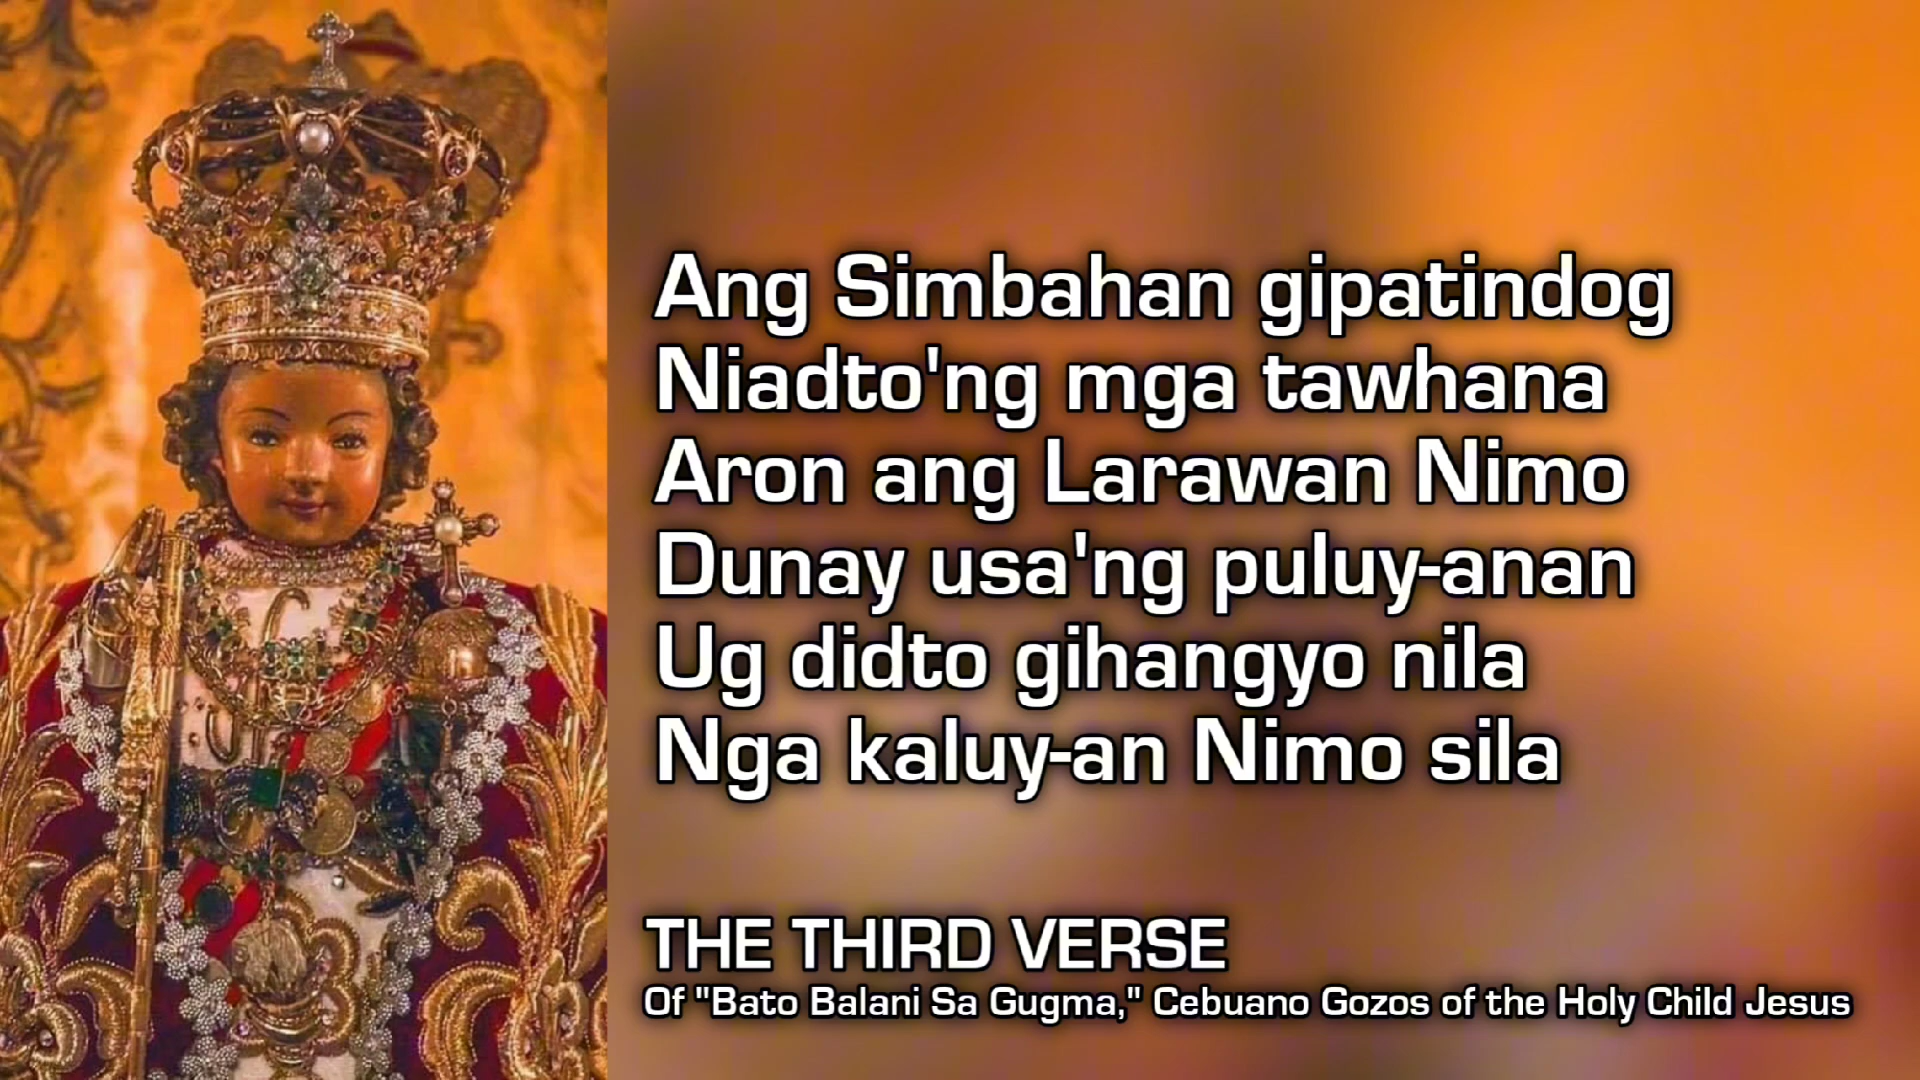 Ang Simbahan gipatindog
Niadto'ng mga tawhana
Aron ang Larawan Nimo
Dunay usa'ng puluy-anan
Ug didto gihangyo nila
Nga kaluy-an Nimo sila
THE THIRD VERSE
Of "Bato Balani Sa Gugma," Cebuano Gozos of the Holy Child Jesus